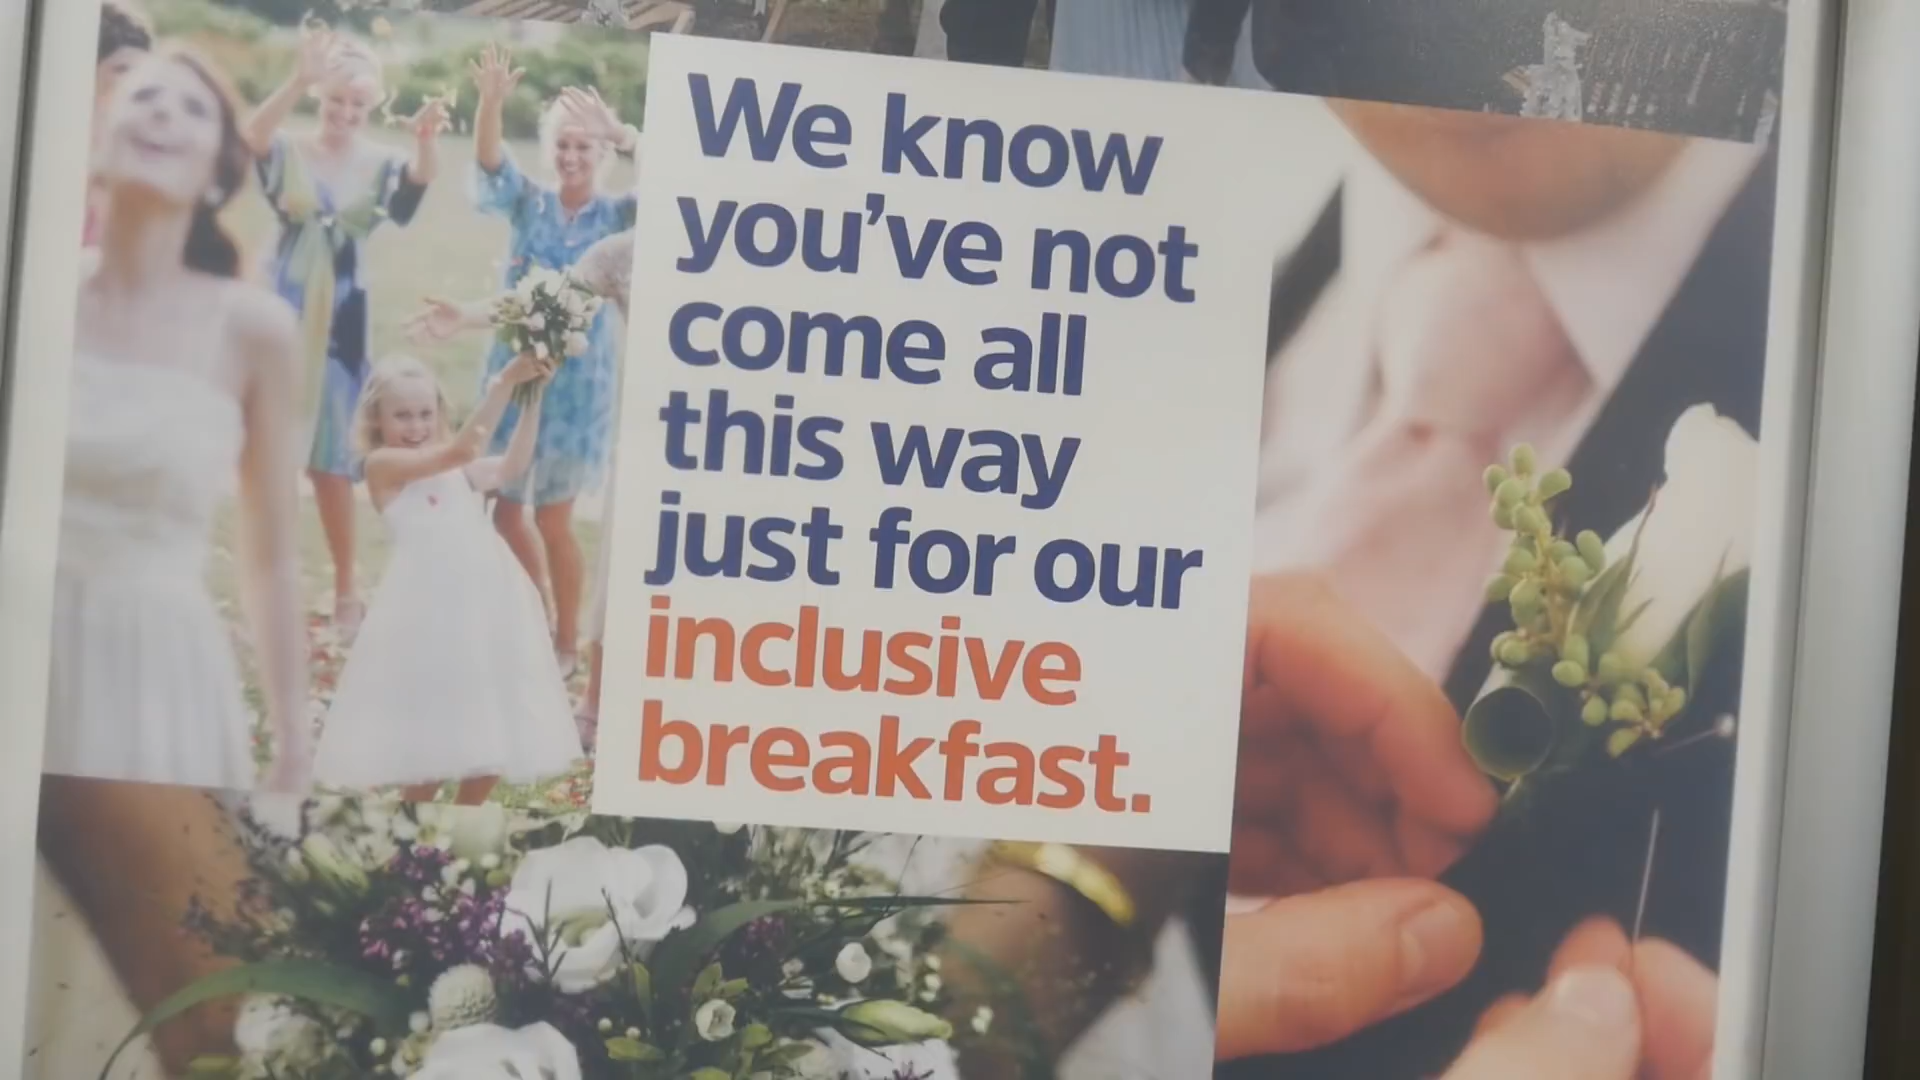 We know
you’ve not
come all
this way
just for our
inclusive
breakfast.